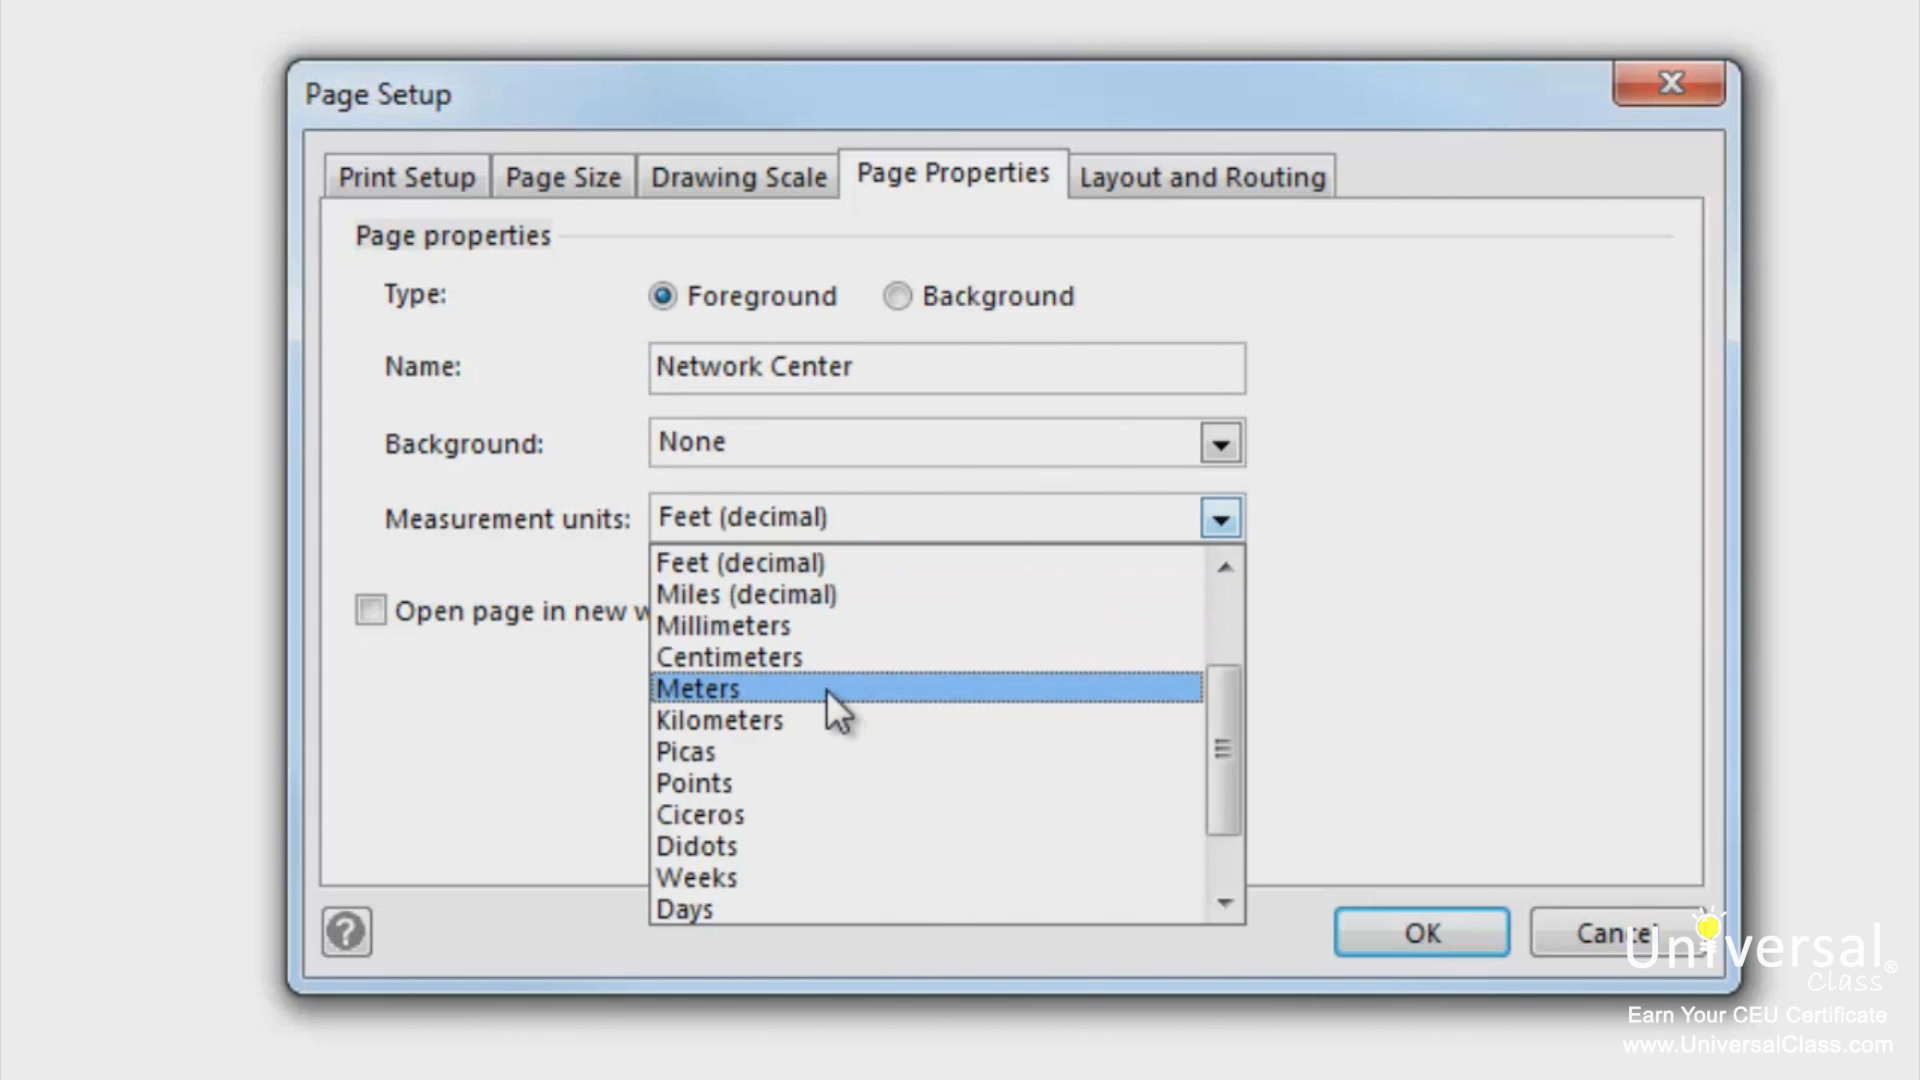 Page Setup
Print Setup Page Size Drawing Scale Page Properties Layout and Routing
Page properties
Type: Foreground Background
Name: Network Center
Background: None
Measurement units: Feet (decimal)
Feet (decimal)
Miles (decimal)
Open page in new
Millimeters
Centimeters
Meters
Kilometers
Picas
Points
Ciceros
Didots
Weeks
Days
? OK Cancel
Universal®
Class
Earn Your CEU Certificate
www.UniversalClass.com